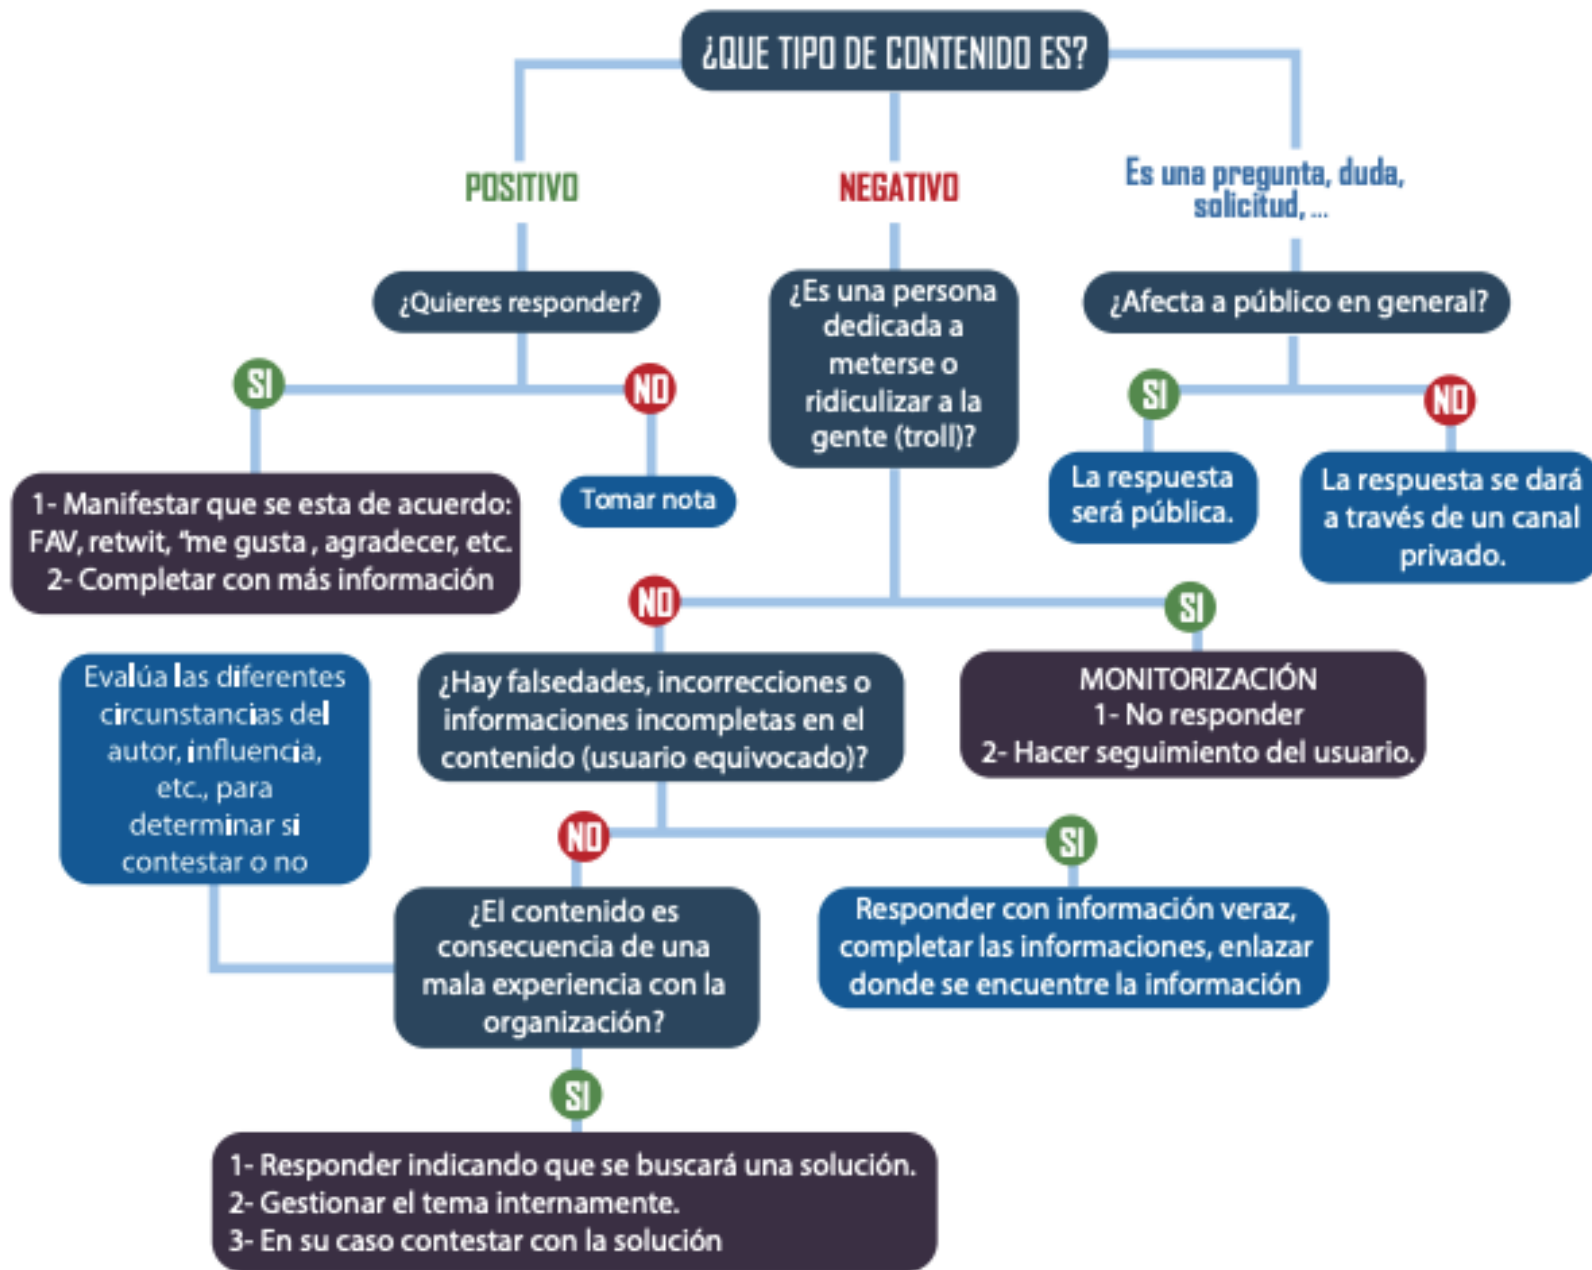 ¿QUE TIPO DE CONTENIDO ES?
POSITIVO
NEGATIVO
Es una pregunta, duda,
solicitud, ...
¿Quieres responder?
¿Es una persona
dedicada a
meterse o
ridiculizar a la
gente (troll)?
¿Afecta a público en general?
SI
NO
SI
NO
1- Manifestar que se esta de acuerdo:
FAV, retwit, "me gusta , agradecer, etc.
2- Completar con más información
Tomar nota
La respuesta
será pública.
La respuesta se dará
a través de un canal
privado.
NO
SI
Evalúa las diferentes
circunstancias del
autor, influencia,
etc., para
determinar si
contestar o no
¿Hay falsedades, incorrecciones o
informaciones incompletas en el
contenido (usuario equivocado)?
MONITORIZACIÓN
1- No responder
2- Hacer seguimiento del usuario.
NO
SI
¿El contenido es
consecuencia de una
mala experiencia con la
organización?
Responder con información veraz,
completar las informaciones, enlazar
donde se encuentre la información
SI
1- Responder indicando que se buscará una solución.
2- Gestionar el tema internamente.
3- En su caso contestar con la solución